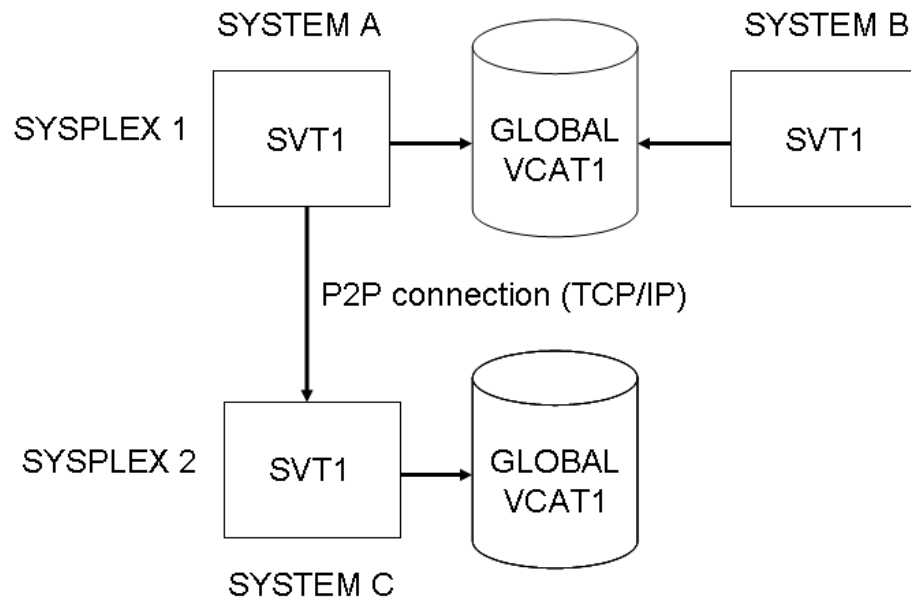 SYSTEM A
SYSTEM B
SYSPLEX 1
SVT1
GLOBAL
VCAT1
SVT1
P2P connection (TCP/IP)
SYSPLEX 2
SVT1
GLOBAL
VCAT1
SYSTEM C